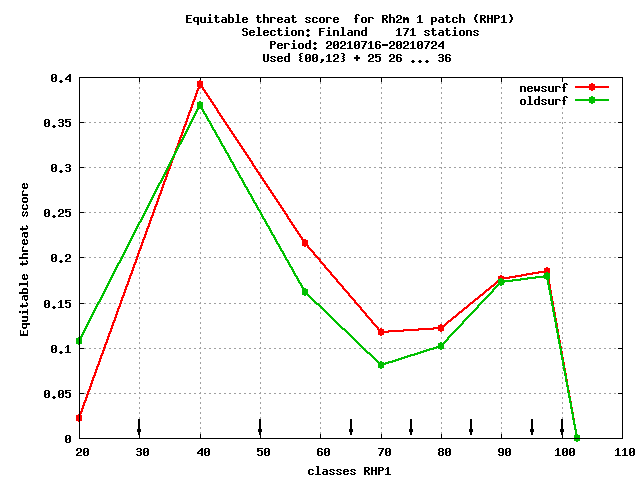 Equitable threat score for Rh2m 1 patch (RHP1)
Selection: Finland 171 stations
Period: 20210716-20210724
Used {00,12} + 25 26 ... 36
newsurf
oldsurf
0.4
0.35
0.3
0.25
0.2
0.15
0.1
0.05
0
Equitable threat score
20 30 40 50 60 70 80 90 100 110
classes RHP1